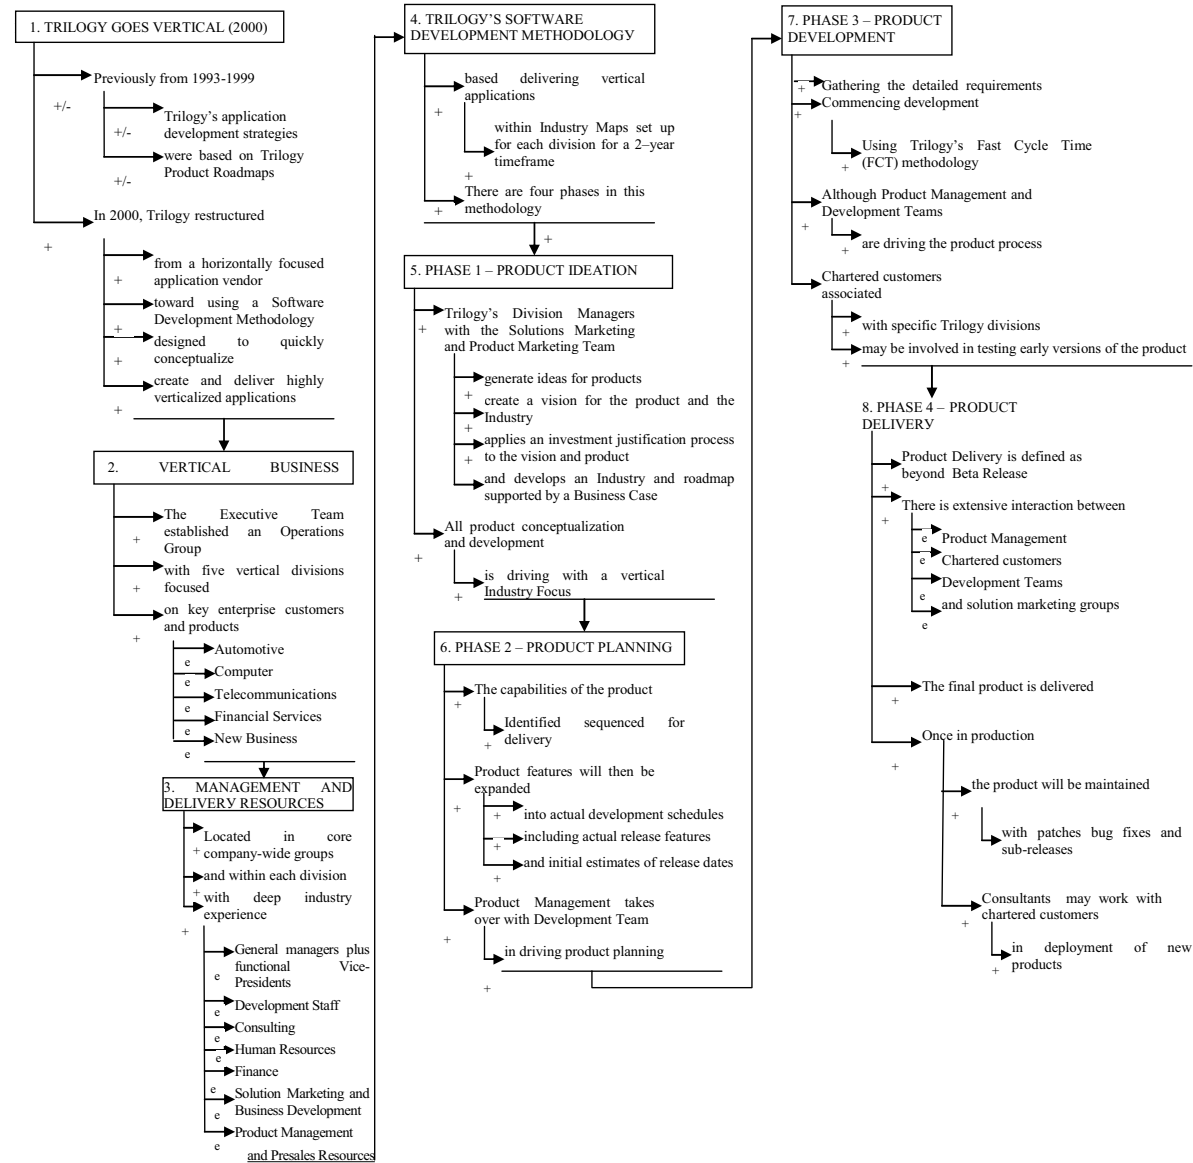 1. TRILOGY GOES VERTICAL (2000)
Previously from 1993-1999
+/-
Trilogy's application
development strategies
+/-
were based on Trilogy
Product Roadmaps
+/-
In 2000, Trilogy restructured
+
from a horizontally focused
application vendor
+
toward using a Software
Development Methodology
+
designed to quickly
conceptualize
+
create and deliver highly
verticalized applications
+
2. VERTICAL BUSINESS
The Executive Team
established an Operations
Group
+
with five vertical divisions
focused
+
on key enterprise customers
and products
+
Automotive
e
Computer
e
Telecommunications
e
Financial Services
e
New Business
e
3. MANAGEMENT AND
DELIVERY RESOURCES
Located in core
company-wide groups
+
and within each division
+
with deep industry
experience
+
General managers plus
functional Vice-
Presidents
e
Development Staff
e
Consulting
e
Human Resources
e
Finance
e
Solution Marketing and
Business Development
e
Product Management
e
and Presales Resources
4. TRILOGY'S SOFTWARE
DEVELOPMENT METHODOLOGY
based delivering vertical
applications
+
within Industry Maps set up
for each division for a 2–year
timeframe
+
There are four phases in this
methodology
+
+
5. PHASE 1 – PRODUCT IDEATION
Trilogy's Division Managers
with the Solutions Marketing
and Product Marketing Team
+
generate ideas for products
+
create a vision for the product and the
Industry
+
applies an investment justification process
to the vision and product
+
and develops an Industry and roadmap
supported by a Business Case
+
All product conceptualization
and development
+
is driving with a vertical
Industry Focus
+
6. PHASE 2 – PRODUCT PLANNING
The capabilities of the product
+
Identified sequenced for
delivery
+
Product features will then be
expanded
+
into actual development schedules
+
including actual release features
+
and initial estimates of release dates
+
Product Management takes
over with Development Team
+
in driving product planning
+
7. PHASE 3 – PRODUCT
DEVELOPMENT
Gathering the detailed requirements
+
Commencing development
+
Using Trilogy's Fast Cycle Time
(FCT) methodology
+
Although Product Management and
Development Teams
+
are driving the product process
+
Chartered customers
associated
+
with specific Trilogy divisions
+
may be involved in testing early versions of the product
+
8. PHASE 4 – PRODUCT
DELIVERY
Product Delivery is defined as
beyond Beta Release
+
There is extensive interaction between
+
Product Management
e
Chartered customers
e
Development Teams
e
and solution marketing groups
e
The final product is delivered
+
Once in production
+
the product will be maintained
+
with patches bug fixes and
sub-releases
+
Consultants may work with
chartered customers
+
in deployment of new
products
+